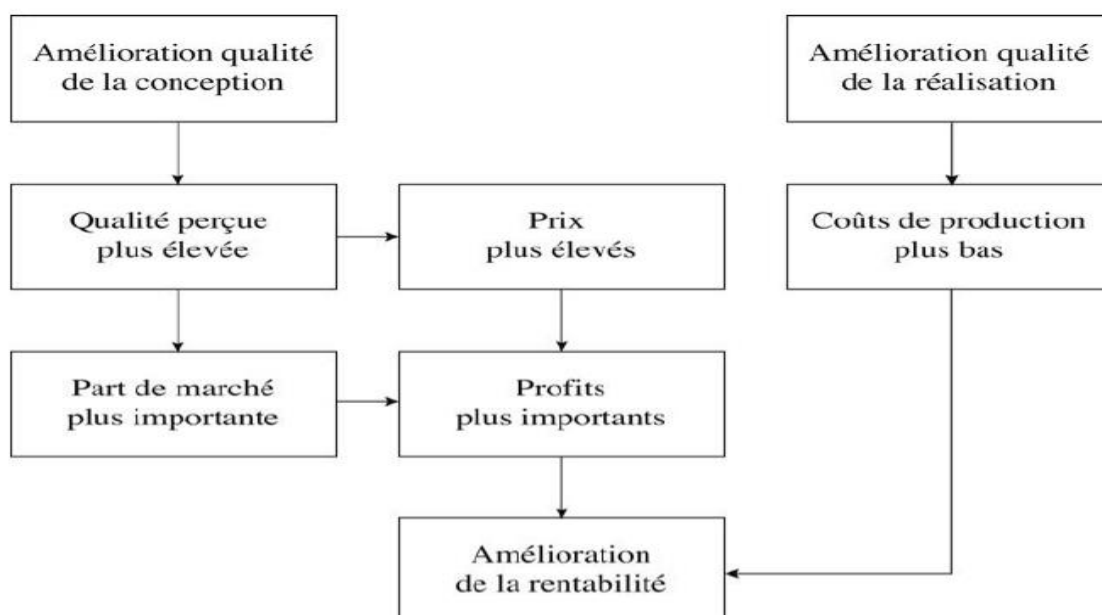 Amélioration qualité
de la conception
Amélioration qualité
de la réalisation
Qualité perçue
plus élevée
Prix
plus élevés
Coûts de production
plus bas
Part de marché
plus importante
Profits
plus importants
Amélioration
de la rentabilité